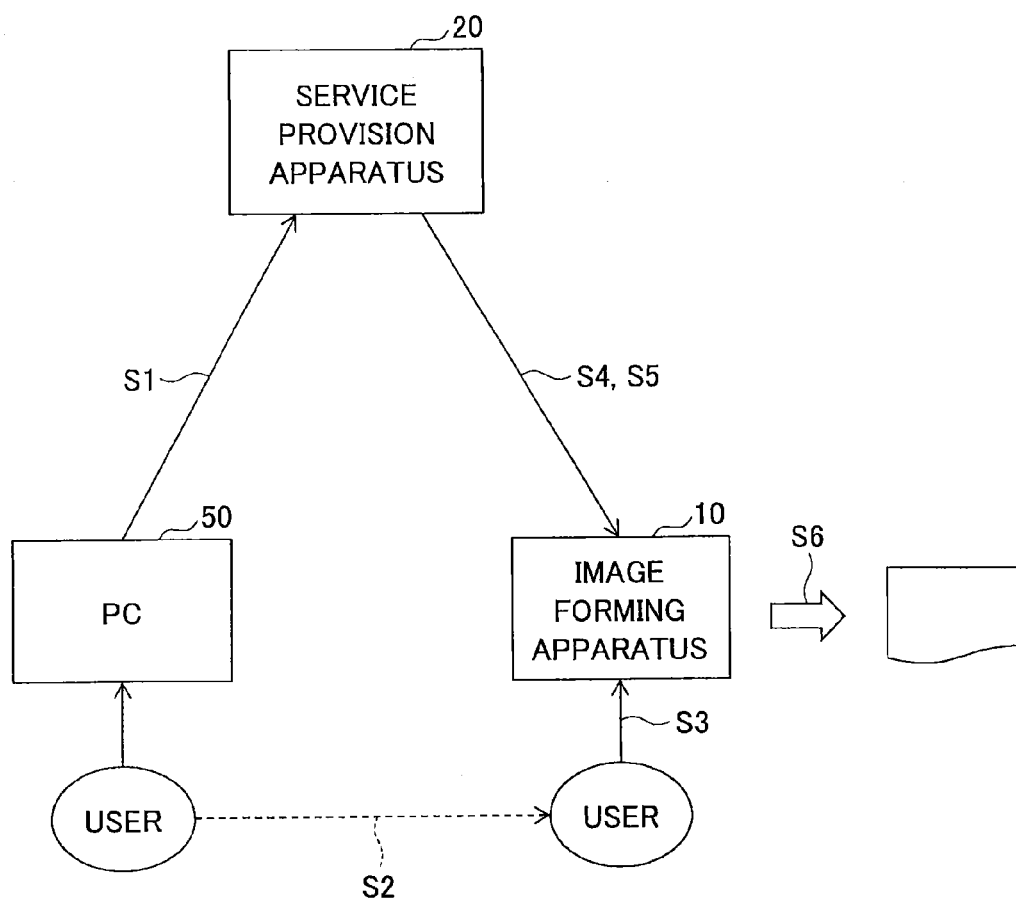 20
SERVICE
PROVISION
APPARATUS
S1
S4, S5
50
10
S6
PC
IMAGE
FORMING
APPARATUS
S3
USER
USER
S2